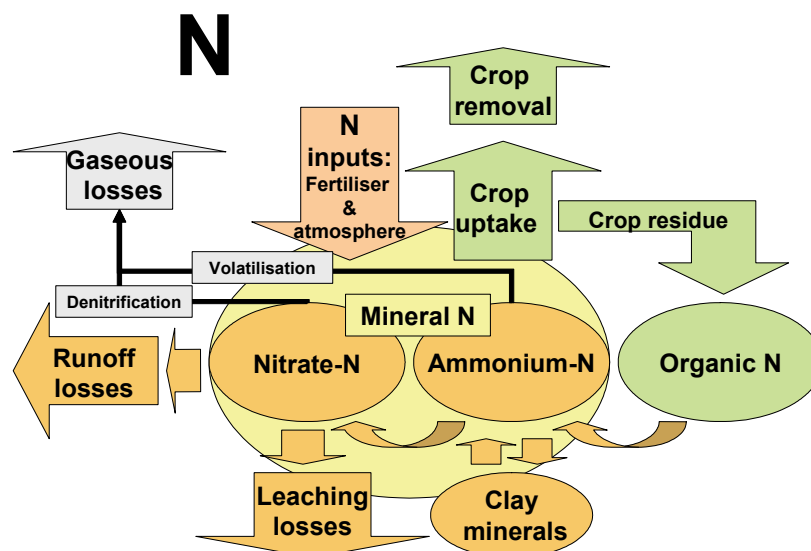 N
Crop
removal
N
inputs:
Fertiliser
&
atmosphere
Gaseous
losses
Crop
uptake
Crop residue
Volatilisation
Denitrification
Mineral N
Runoff
losses
Nitrate-N
Ammonium-N
Organic N
Leaching
losses
Clay
minerals